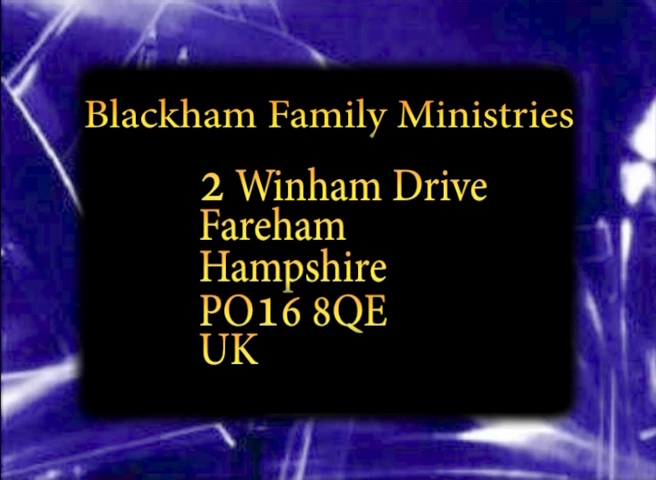 Blackham Family Ministries
2 Winham Drive
Fareham
Hampshire
PO16 8QE
UK